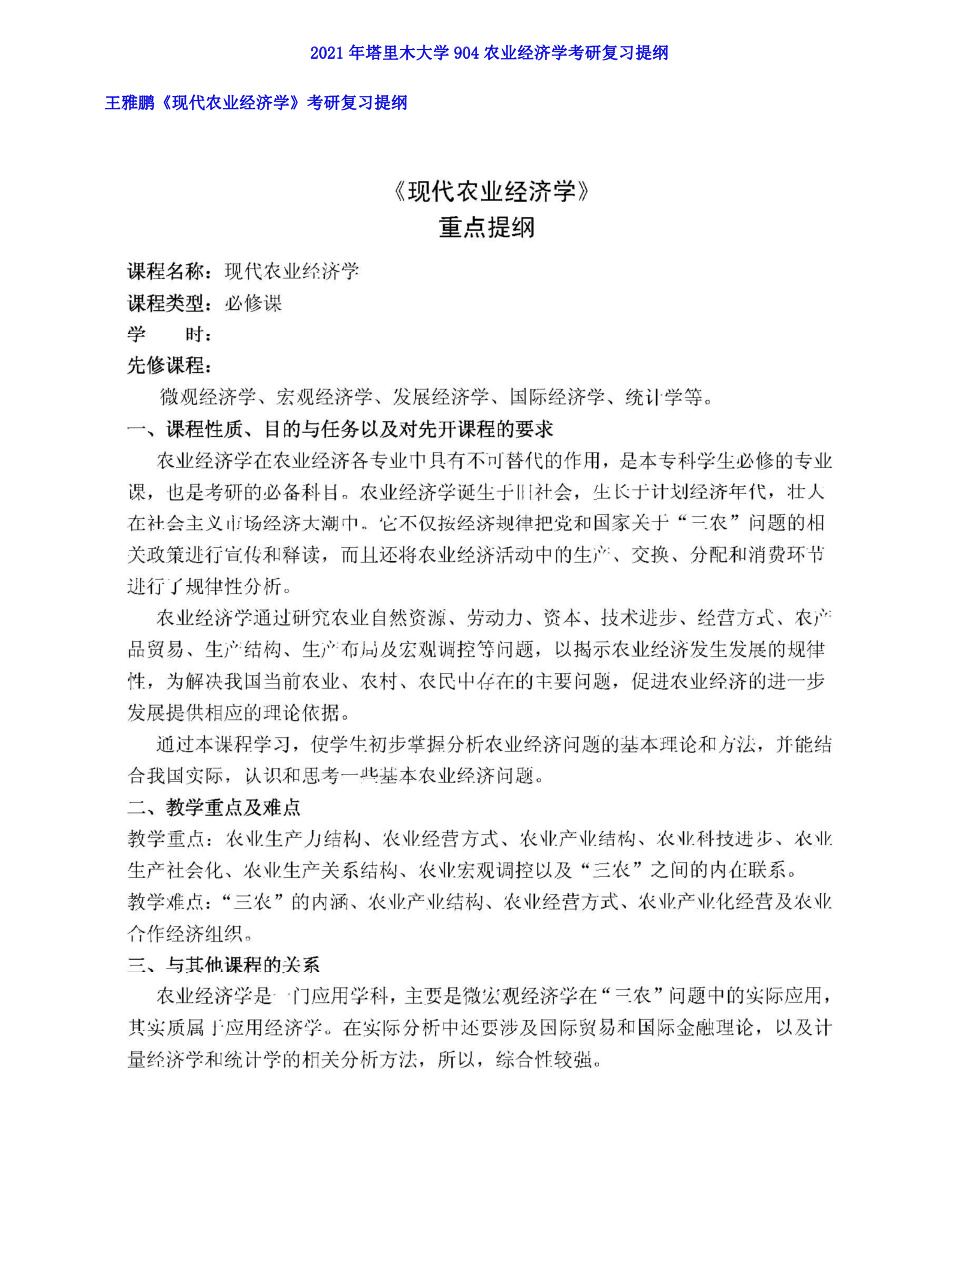 2021 年塔里木大学 904 农业经济学考研复习提纲
王雅鹏《现代农业经济学》考研复习提纲
《现代农业经济学》
重点提纲
课程名称：现代农业经济学
课程类型：必修课
学　　时：
先修课程：
微观经济学、宏观经济学、发展经济学、国际经济学、统计学等。
一、课程性质、目的与任务以及对先开课程的要求
农业经济学在农业经济各专业中具有不可替代的作用，是本专科学生必修的专业
课，也是考研的必备科目。农业经济学诞生于旧社会，生长于计划经济年代，壮大
在社会主义市场经济大潮中。它不仅按经济规律把党和国家关于“三农”问题的相
关政策进行宣传和释读，而且还将农业经济活动中的生产、交换、分配和消费环节
进行了规律性分析。
农业经济学通过研究农业自然资源、劳动力、资本、技术进步、经营方式、农产
品贸易、生产结构、生产布局及宏观调控等问题，以揭示农业经济发生发展的规律
性，为解决我国当前农业、农村、农民中存在的主要问题，促进农业经济的进一步
发展提供相应的理论依据。
通过本课程学习，使学生初步掌握分析农业经济问题的基本理论和方法，并能结
合我国实际，认识和思考一些基本农业经济问题。
二、教学重点及难点
教学重点：农业生产力结构、农业经营方式、农业产业结构、农业科技进步、农业
生产社会化、农业生产关系结构、农业宏观调控以及“三农”之间的内在联系。
教学难点：“三农”的内涵、农业产业结构、农业经营方式、农业产业化经营及农业
合作经济组织。
三、与其他课程的关系
农业经济学是一门应用学科，主要是微宏观经济学在“三农”问题中的实际应用，
其实质属于应用经济学。在实际分析中还要涉及国际贸易和国际金融理论，以及计
量经济学和统计学的相关分析方法，所以，综合性较强。